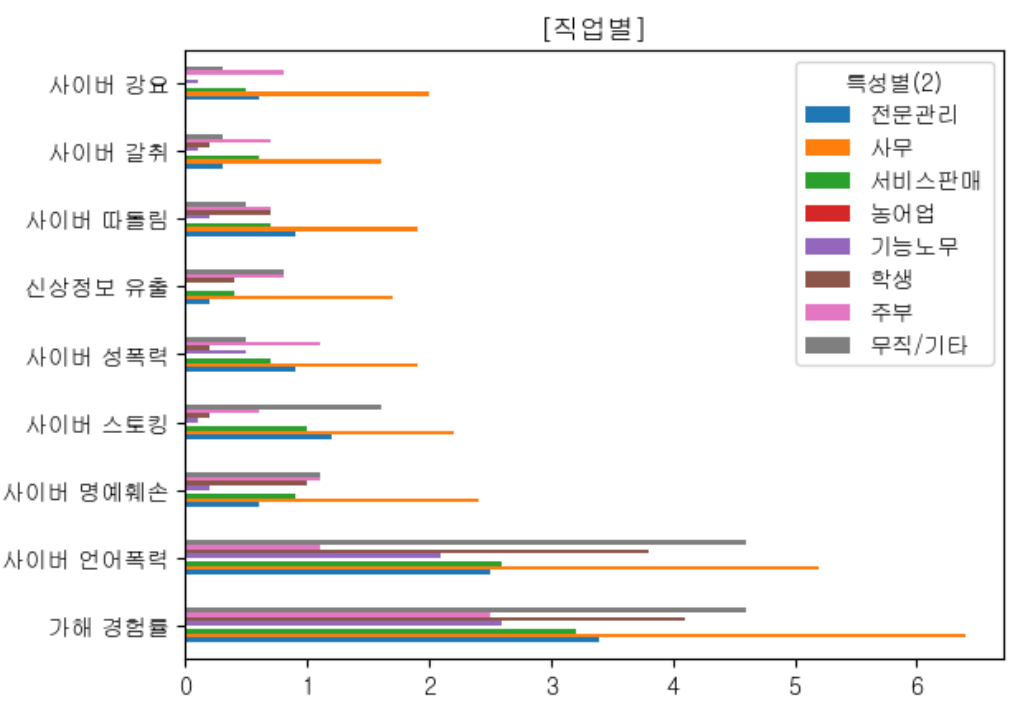 [직업별]
사이버 강요
사이버 갈취
사이버 따돌림
신상정보 유출
사이버 성폭력
사이버 스토킹
사이버 명예훼손
사이버 언어폭력
가해 경험률
특성별(2)
전문관리
사무
서비스판매
농어업
기능노무
학생
주부
무직/기타
0 1 2 3 4 5 6